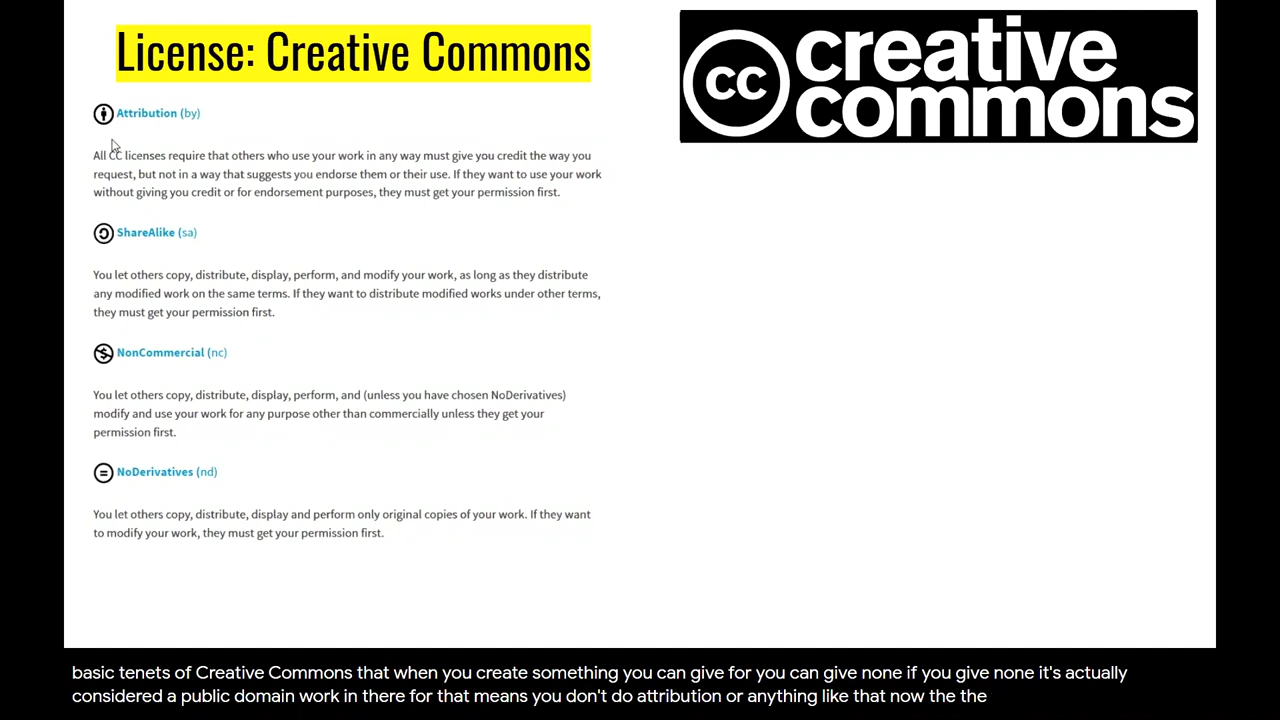 License: Creative Commons
cc creative
commons
Attribution (by)
All CC licenses require that others who use your work in any way must give you credit the way you
request, but not in a way that suggests you endorse them or their use. If they want to use your work
without giving you credit or for endorsement purposes, they must get your permission first.
ShareAlike (sa)
You let others copy, distribute, display, perform, and modify your work, as long as they distribute
any modified work on the same terms. If they want to distribute modified works under other terms,
they must get your permission first.
NonCommercial (nc)
You let others copy, distribute, display, perform, and (unless you have chosen NoDerivatives)
modify and use your work for any purpose other than commercially unless they get your
permission first.
NoDerivatives (nd)
You let others copy, distribute, display and perform only original copies of your work. If they want
to modify your work, they must get your permission first.
basic tenets of Creative Commons that when you create something you can give for you can give none if you give none it's actually
considered a public domain work in there for that means you don't do attribution or anything like that now the the